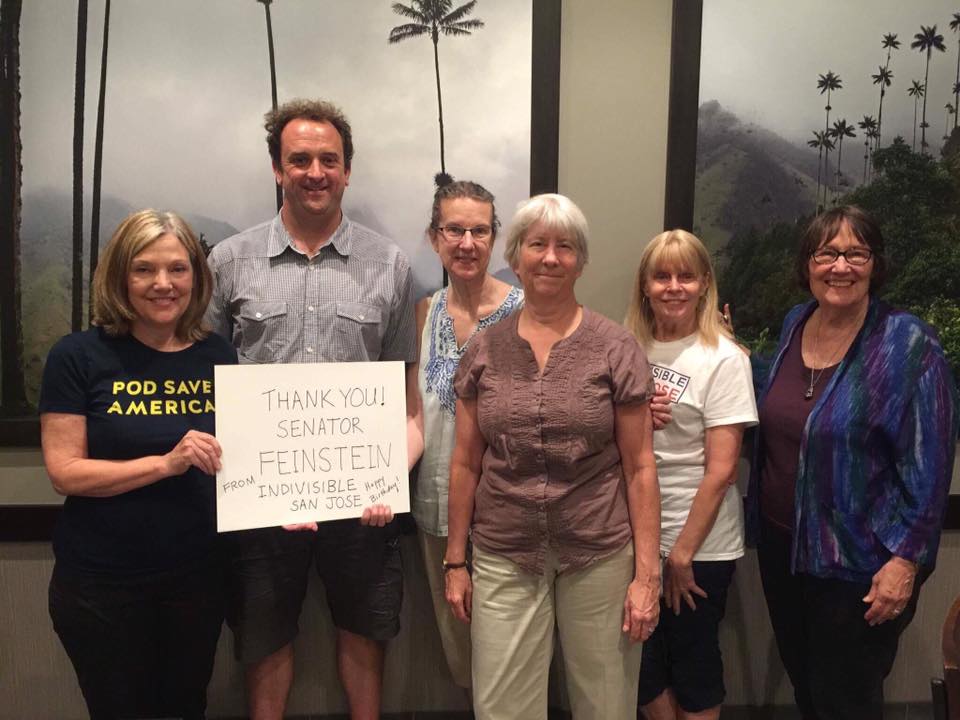 POD SAVE
AMERICA
THANK YOU!
SENATOR
FEINSTEIN
FROM INDIVISIBLE
SAN JOSE
Happy
Birthday!